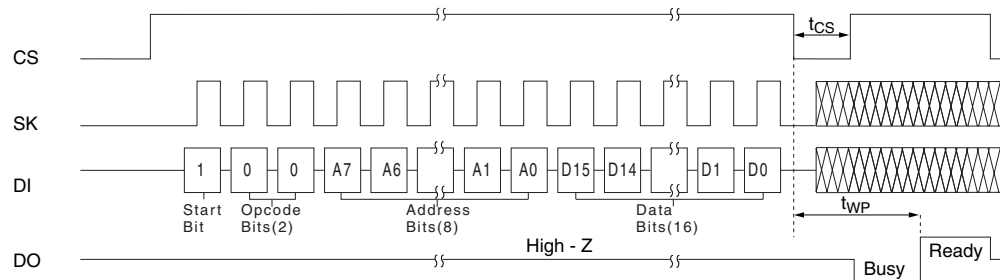 CS
tCS
SK
DI
1 0 0 A7 A6 A1 A0 D15 D14 D1 D0
Start
Bit
Opcode
Bits(2)
Address
Bits(8)
Data
Bits(16)
tWP
DO
High - Z
Busy
Ready